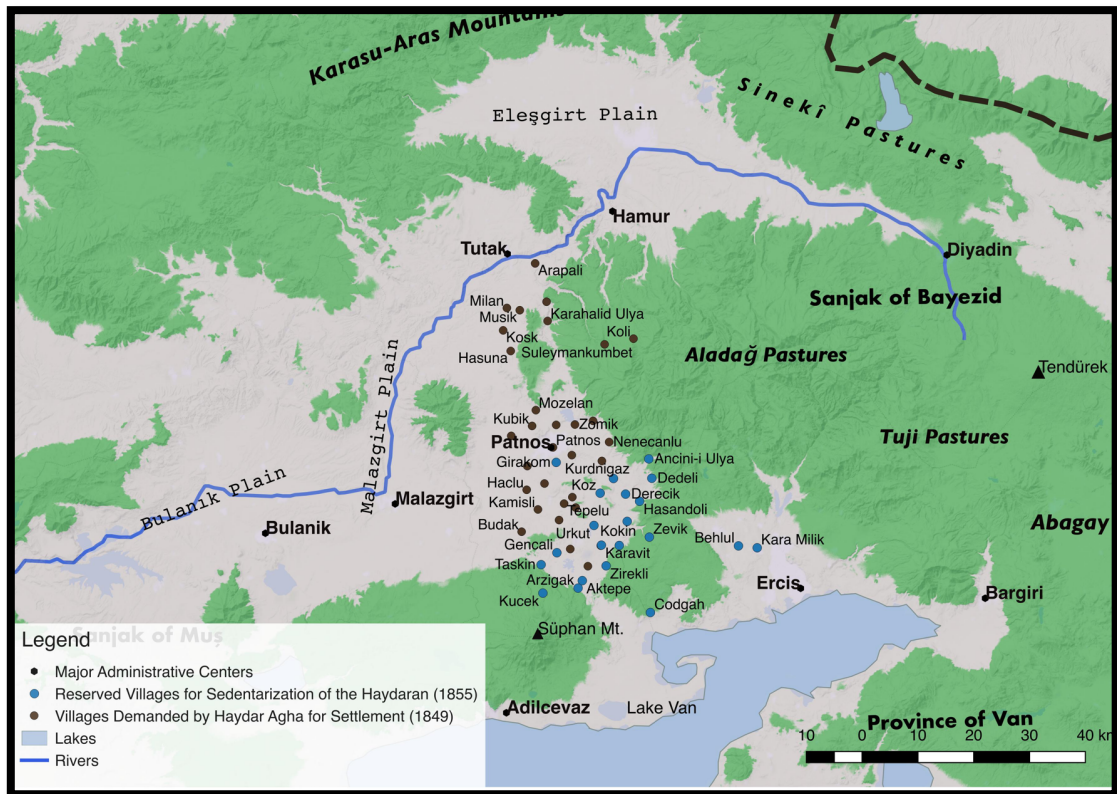 Karasu-Aras Mountains
Sinekî Pastures
Eleşgirt Plain
Hamur
Tutak
Diyadin
Arapali
Sanjak of Bayezid
Milan
Musik
Karahalid Ulya
Kosk
Koli
Hasuna
Suleymankumbet
Aladağ Pastures
Tendürek
Malazgirt Plain
Mozelan
Kubik
Zomik
Patnos
Patnos
Nenecanlu
Tuji Pastures
Girakom
Kurdnigaz
Ancini-i Ulya
Haclu
Koz
Dedeli
Bulanık Plain
Malazgirt
Kamisli
Derecik
Tepelu
Hasandoli
Bulanik
Budak
Urkut
Kokin
Zevik
Abagay
Behlul
Kara Milik
Gençali
Karavit
Taskin
Zirekli
Arzigak
Aktepe
Ercis
Kucek
Codgah
Bargiri
Sanjak of Muş
Süphan Mt.
Legend
Major Administrative Centers
Reserved Villages for Sedentarization of the Haydaran (1855)
Villages Demanded by Haydar Agha for Settlement (1849)
Lakes
Rivers
Adilcevaz
Lake Van
Province of Van
10 0 10 20 30 40 km